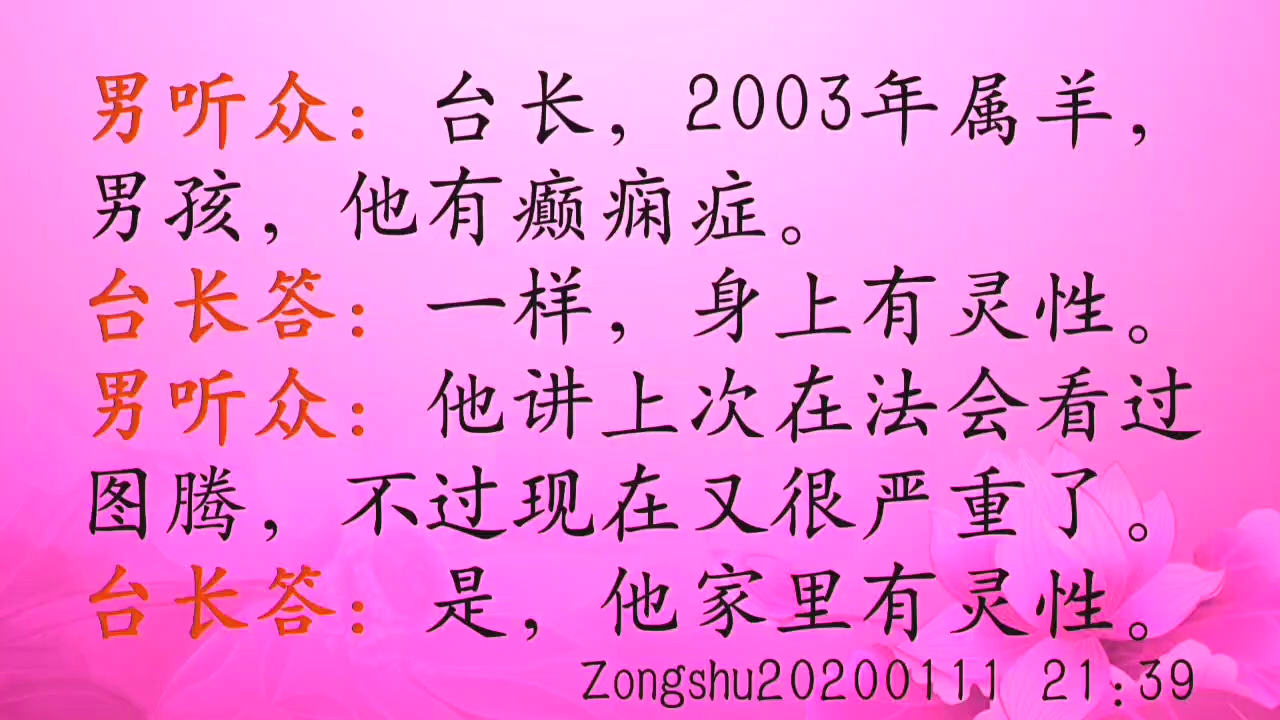 男听众：台长，2003年属羊，
男孩，他有癫痫症。
台长答：一样，身上有灵性。
男听众：他讲上次在法会看过
图腾，不过现在又很严重了。
台长答：是，他家里有灵性。
Zongshu20200111 21:39